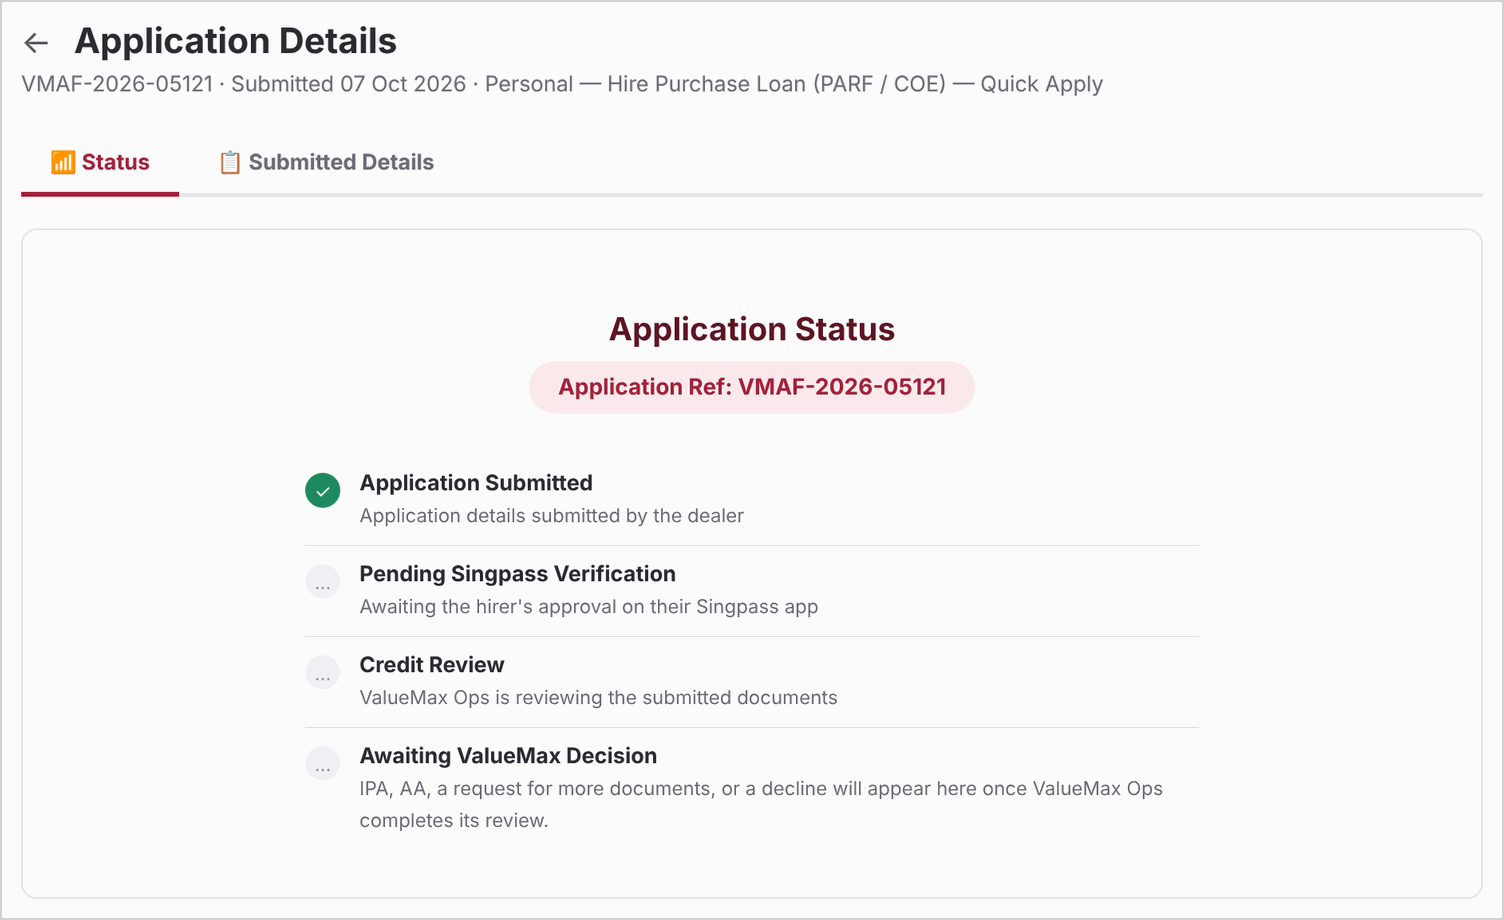 ← Application Details
VMAF-2026-05121 · Submitted 07 Oct 2026 · Personal — Hire Purchase Loan (PARF / COE) — Quick Apply
📶 Status
📋 Submitted Details
Application Status
Application Ref: VMAF-2026-05121
Application Submitted
Application details submitted by the dealer
... Pending Singpass Verification
Awaiting the hirer's approval on their Singpass app
... Credit Review
ValueMax Ops is reviewing the submitted documents
... Awaiting ValueMax Decision
IPA, AA, a request for more documents, or a decline will appear here once ValueMax Ops
completes its review.